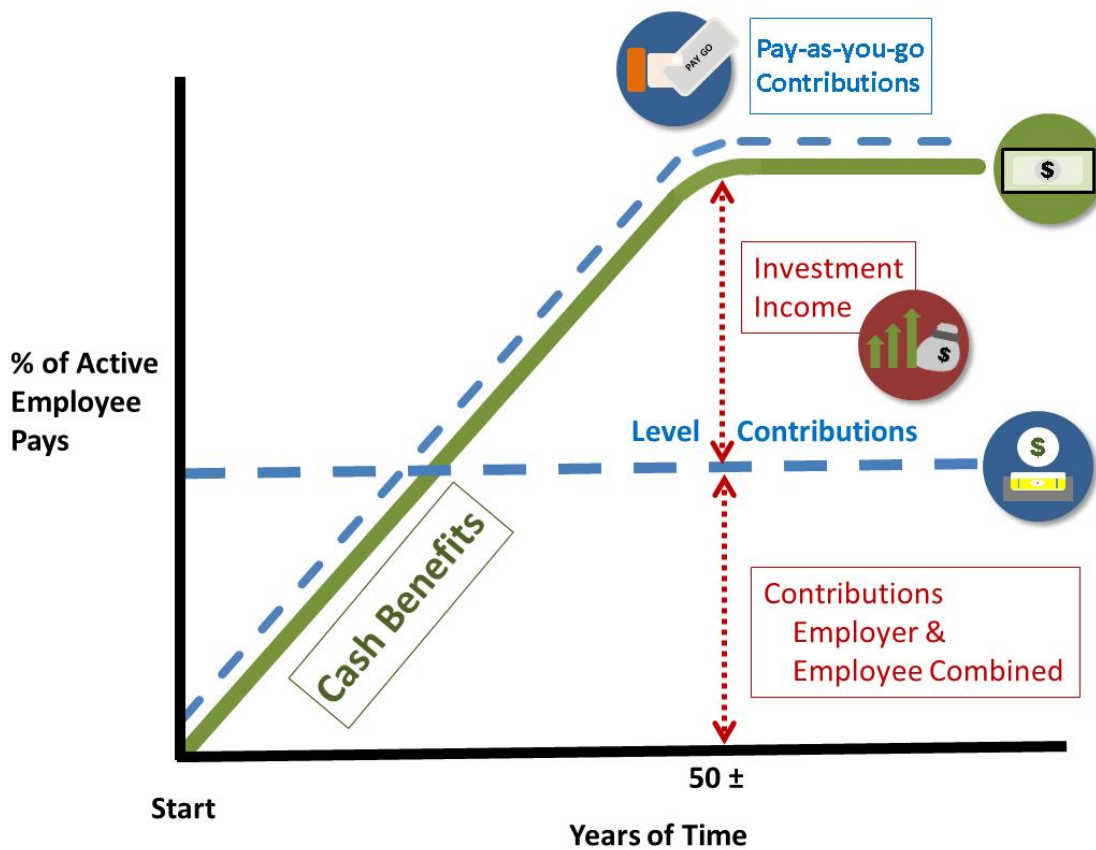 PAY GO
Pay-as-you-go
Contributions
$
Investment
Income
$
% of Active
Employee
Pays
Level Contributions
$
Cash Benefits
Contributions
Employer &
Employee Combined
50 ±
Start
Years of Time